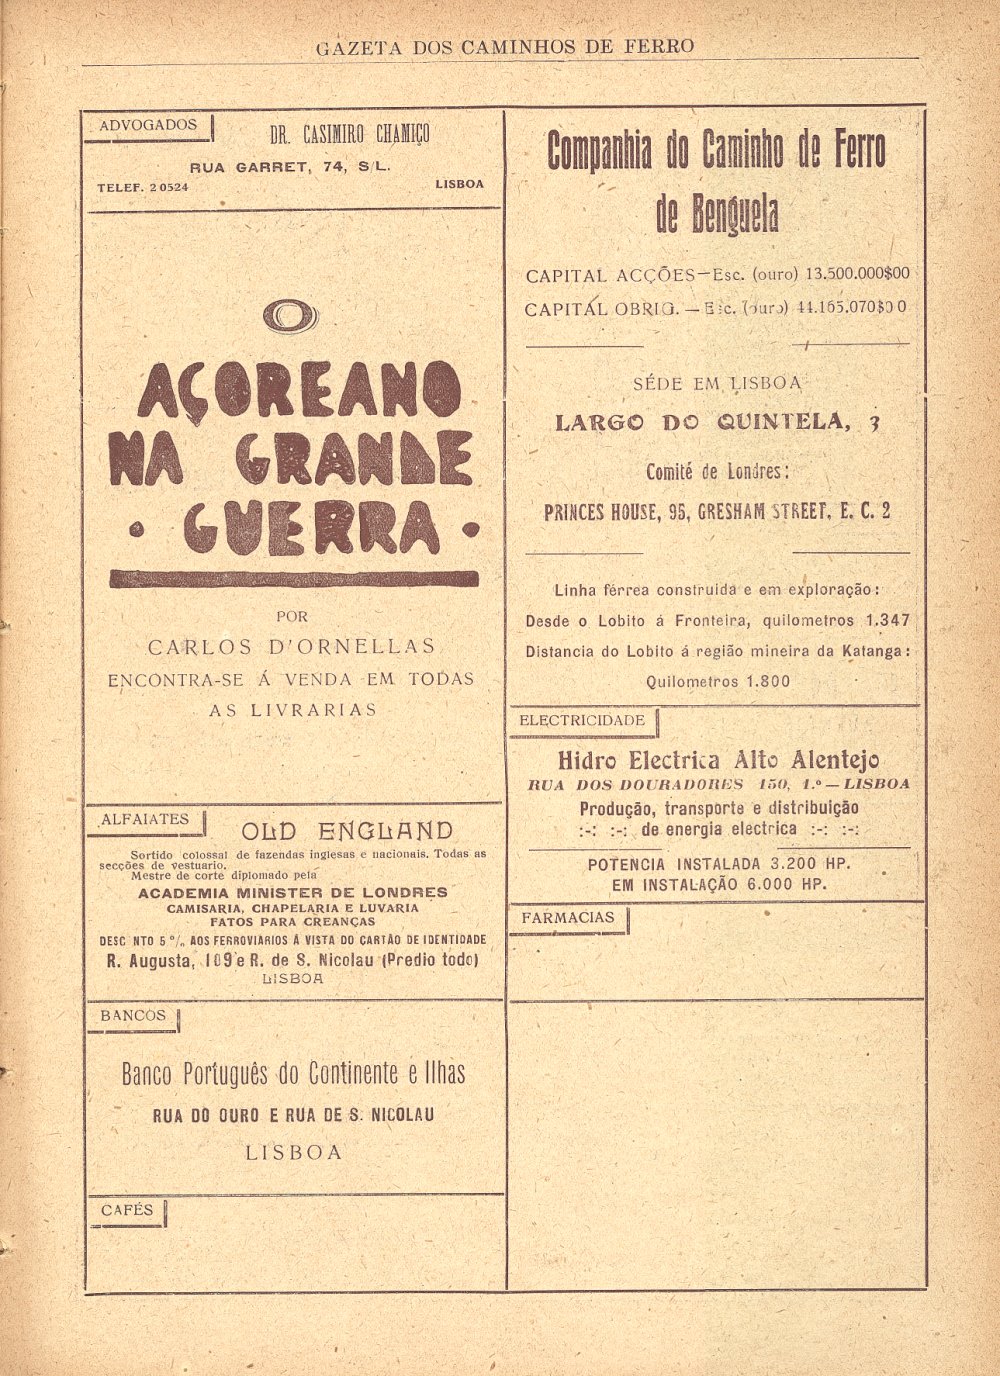 GAZETA DOS CAMINHOS DE FERRO
ADVOGADOS
DR. CASIMIRO CHAMIÇO
RUA GARRET, 74, S/L.
TELEF. 2 0524 LISBOA
O
AÇOREANO
NA GRANDE
· GUERRA ·
POR
CARLOS D'ORNELLAS
ENCONTRA-SE Á VENDA EM TODAS
AS LIVRARIAS
ALFAIATES
OLD ENGLAND
Sortido colossal de fazendas inglesas e nacionais. Todas as
secções de vestuario.
Mestre de corte diplomado pela
ACADEMIA MINISTER DE LONDRES
CAMISARIA, CHAPELARIA E LUVARIA
FATOS PARA CREANÇAS
DESC NTO 5 º/o AOS FERROVIARIOS Á VISTA DO CARTÃO DE IDENTIDADE
R. Augusta, 109 e R. de S. Nicolau (Predio todo)
LISBOA
BANCOS
Banco Português do Continente e Ilhas
RUA DO OURO E RUA DE S. NICOLAU
LISBOA
CAFÉS
Companhia do Caminho de Ferro
de Benguela
CAPITAL ACÇÕES—Esc. (ouro) 13.500.000$00
CAPITAL OBRIG. — Esc. (ouro) 44.165.070$00
SÉDE EM LISBOA
LARGO DO QUINTELA, 3
Comité de Londres:
PRINCES HOUSE, 95, GRESHAM STREET, E. C. 2
Linha férrea construida e em exploração:
Desde o Lobito á Fronteira, quilometros 1.347
Distancia do Lobito á região mineira da Katanga:
Quilometros 1.800
ELECTRICIDADE
Hidro Electrica Alto Alentejo
RUA DOS DOURADORES 150, 1.º — LISBOA
Produção, transporte e distribuição
:-: :-: de energia electrica :-: :-:
POTENCIA INSTALADA 3.200 HP.
EM INSTALAÇÃO 6.000 HP.
FARMACIAS